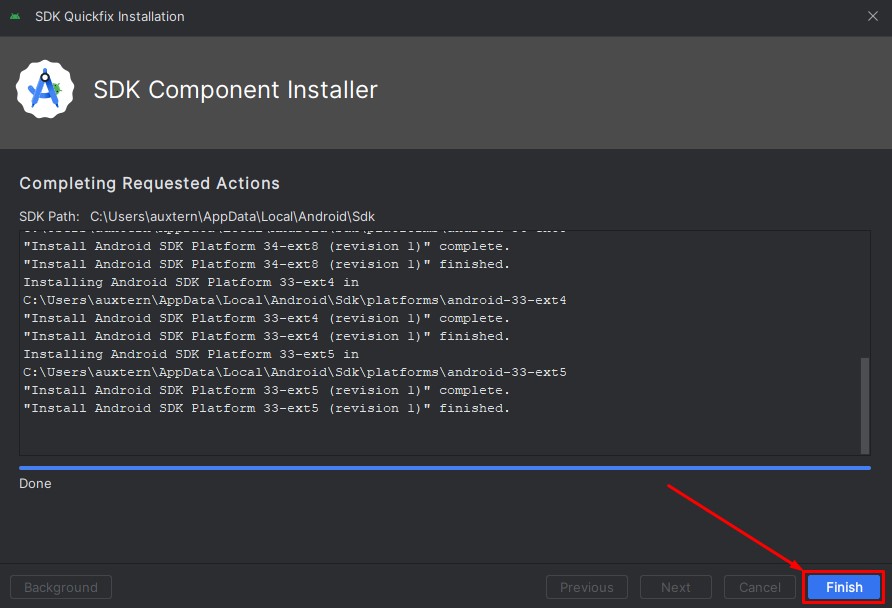 SDK Quickfix Installation
SDK Component Installer
Completing Requested Actions
SDK Path: C:\Users\auxtern\AppData\Local\Android\Sdk
"Install Android SDK Platform 34-ext8 (revision 1)" complete.
"Install Android SDK Platform 34-ext8 (revision 1)" finished.
Installing Android SDK Platform 33-ext4 in
C:\Users\auxtern\AppData\Local\Android\Sdk\platforms\android-33-ext4
"Install Android SDK Platform 33-ext4 (revision 1)" complete.
"Install Android SDK Platform 33-ext4 (revision 1)" finished.
Installing Android SDK Platform 33-ext5 in
C:\Users\auxtern\AppData\Local\Android\Sdk\platforms\android-33-ext5
"Install Android SDK Platform 33-ext5 (revision 1)" complete.
"Install Android SDK Platform 33-ext5 (revision 1)" finished.
Done
Background Previous Next Cancel Finish